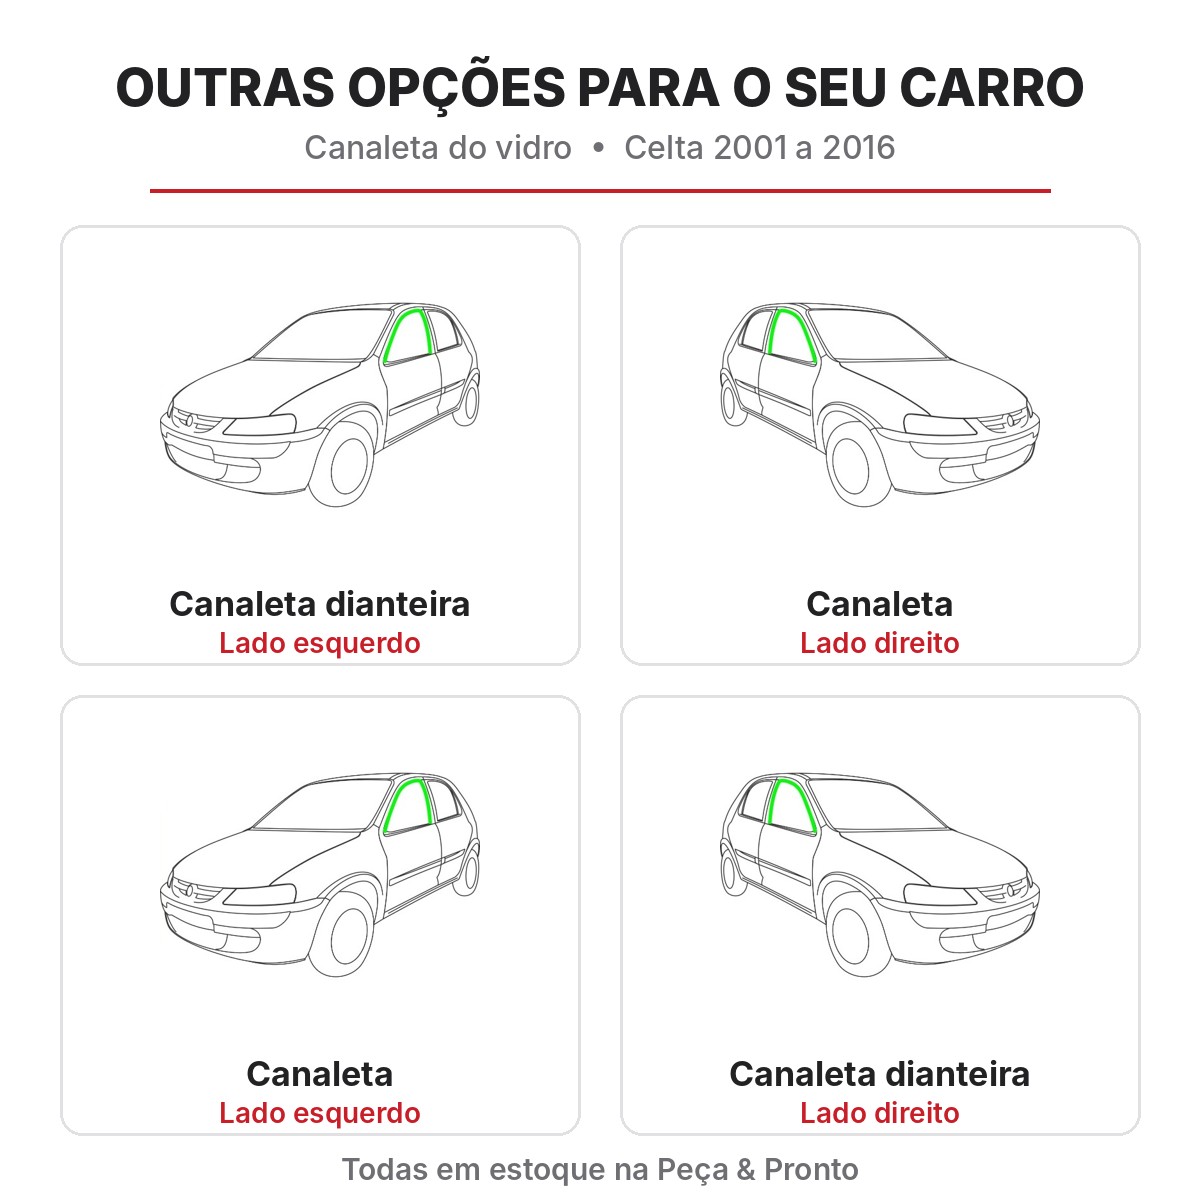 OUTRAS OPÇÕES PARA O SEU CARRO
Canaleta do vidro • Celta 2001 a 2016
Canaleta dianteira
Lado esquerdo
Canaleta
Lado direito
Canaleta
Lado esquerdo
Canaleta dianteira
Lado direito
Todas em estoque na Peça & Pronto